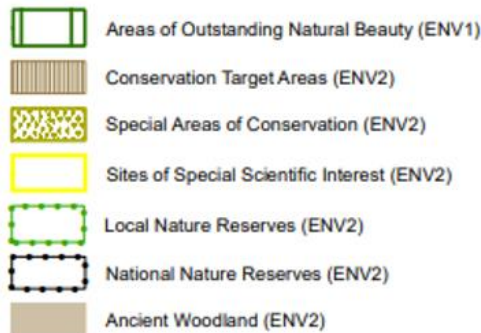 Areas of Outstanding Natural Beauty (ENV1)
Conservation Target Areas (ENV2)
Special Areas of Conservation (ENV2)
Sites of Special Scientific Interest (ENV2)
Local Nature Reserves (ENV2)
National Nature Reserves (ENV2)
Ancient Woodland (ENV2)